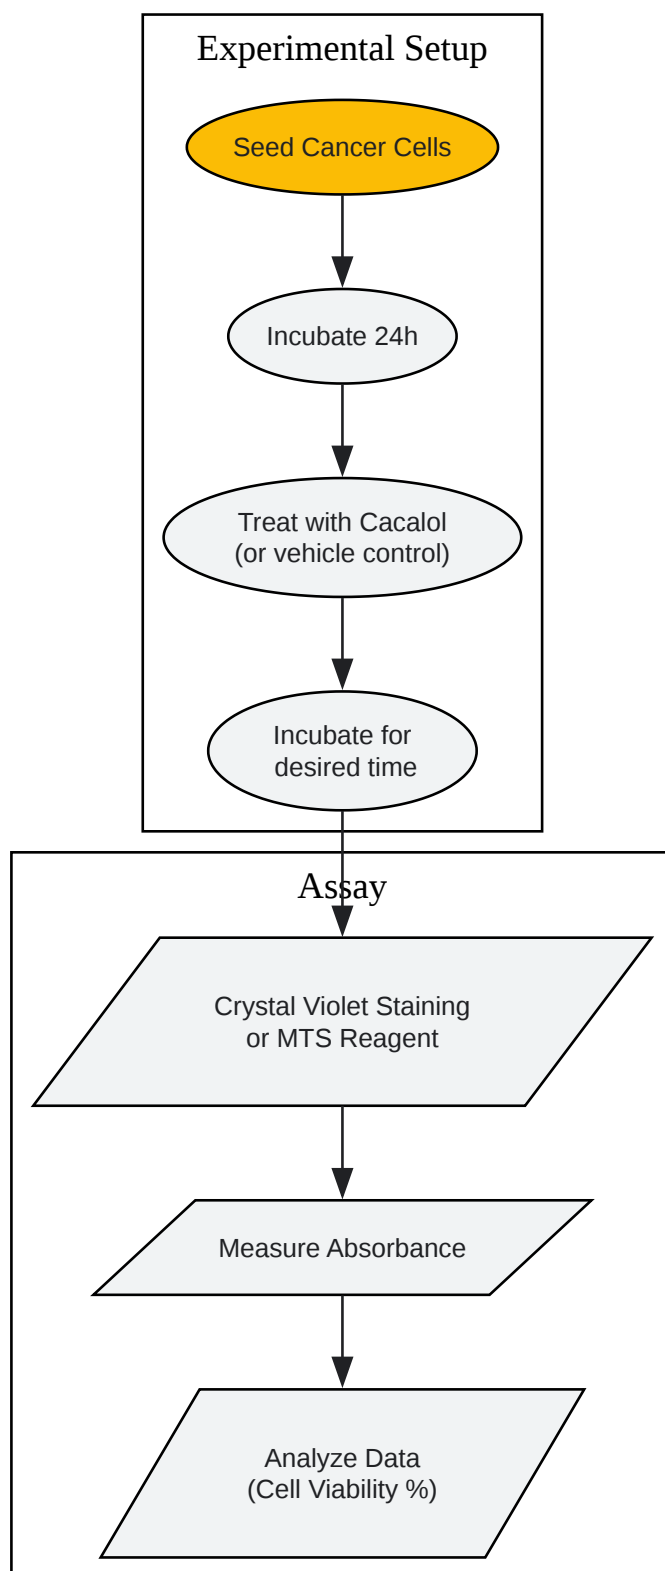 Experimental Setup
Seed Cancer Cells
Incubate 24h
Treat with Cacalol
(or vehicle control)
Incubate for
desired time
Assay
Crystal Violet Staining
or MTS Reagent
Measure Absorbance
Analyze Data
(Cell Viability %)